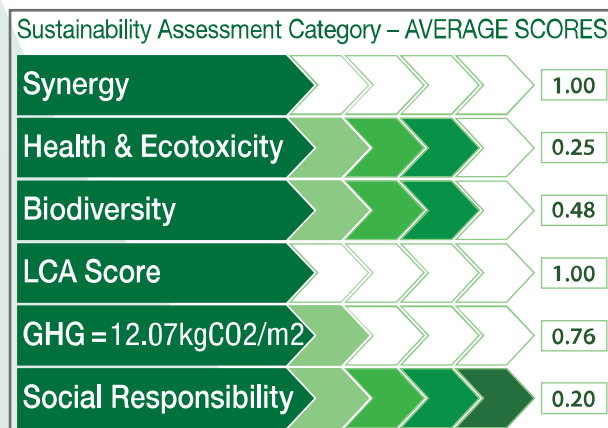 Sustainability Assessment Category – AVERAGE SCORES
Synergy 1.00
Health & Ecotoxicity 0.25
Biodiversity 0.48
LCA Score 1.00
GHG =12.07kgCO2/m2 0.76
Social Responsibility 0.20